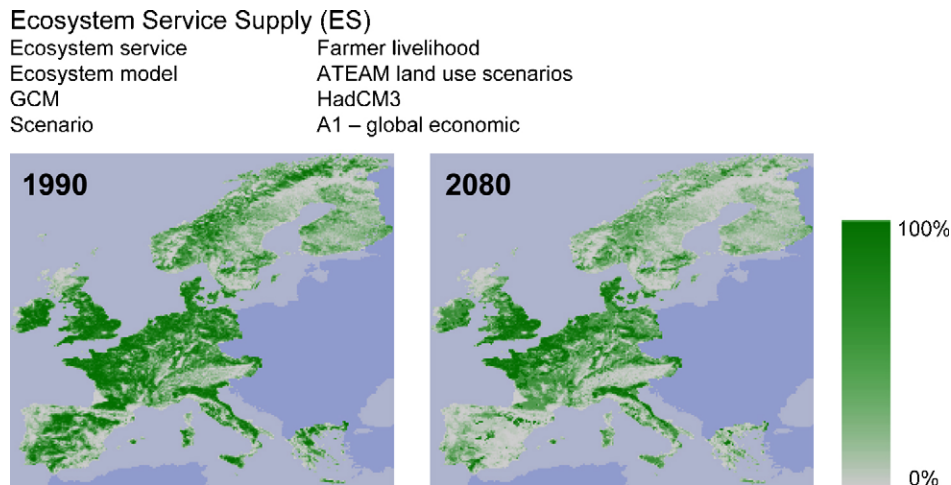 Ecosystem Service Supply (ES)
Ecosystem service Farmer livelihood
Ecosystem model ATEAM land use scenarios
GCM HadCM3
Scenario A1 – global economic
1990
2080
100%
0%